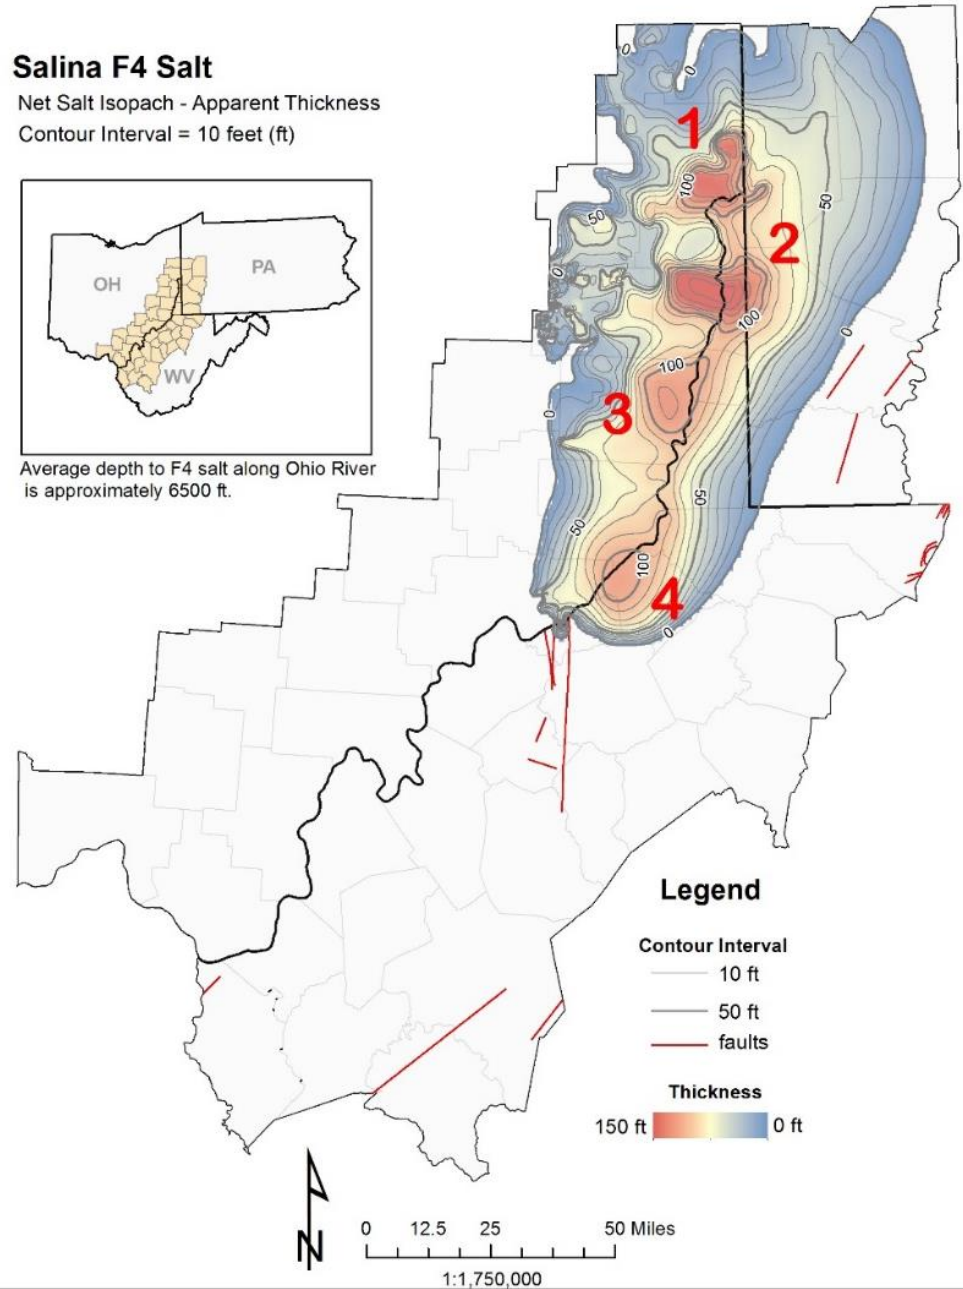 Salina F4 Salt
Net Salt Isopach - Apparent Thickness
Contour Interval = 10 feet (ft)
OH
PA
WV
Average depth to F4 salt along Ohio River
is approximately 6500 ft.
0
0
1
100
50
50
2
0
100
0
100
3
0
50
50
100
4
0
Legend
Contour Interval
10 ft
50 ft
faults
Thickness
150 ft
0 ft
N
0 12.5 25 50 Miles
1:1,750,000